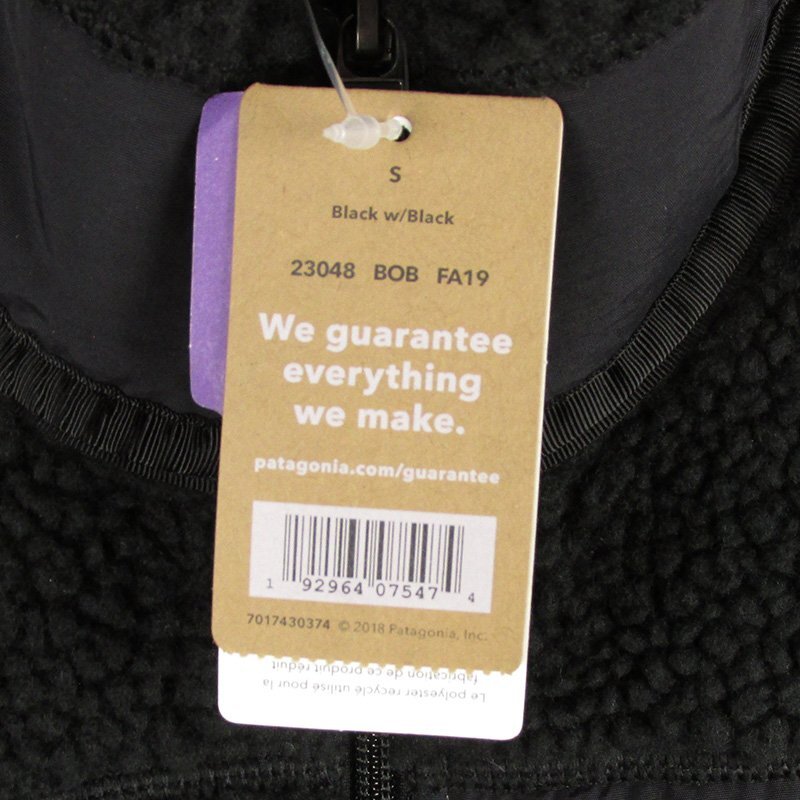 S
Black w/Black
23048 BOB FA19
We guarantee
everything
we make.
patagonia.com/guarantee
1 92964 07547 4
7017430374 © 2018 Patagonia, Inc.
Le polyester recyclé utilisé pour la
fabrication de ce produit réduit